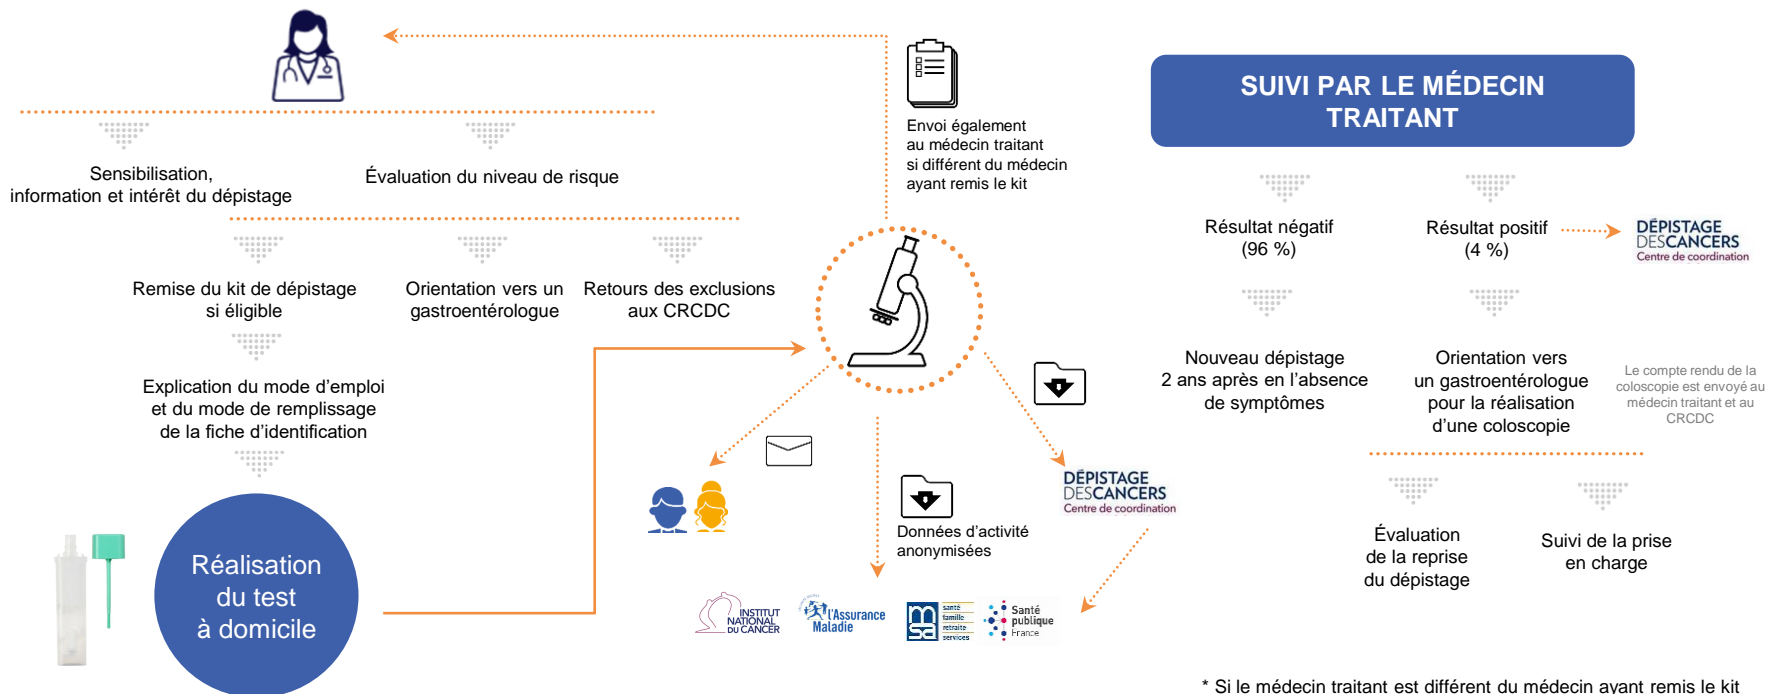 Sensibilisation,
information et intérêt du dépistage
Évaluation du niveau de risque
Remise du kit de dépistage
si éligible
Orientation vers un
gastroentérologue
Retours des exclusions
aux CRCDC
Explication du mode d'emploi
et du mode de remplissage
de la fiche d'identification
Réalisation
du test
à domicile
Envoi également
au médecin traitant
si différent du médecin
ayant remis le kit
Données d'activité
anonymisées
DÉPISTAGE
DESCANCERS
Centre de coordination
INSTITUT
NATIONAL
DU CANCER
l'Assurance
Maladie
msa
santé
famille
retraite
services
Santé
publique
France
SUIVI PAR LE MÉDECIN
TRAITANT
Résultat négatif
(96 %)
Résultat positif
(4 %)
DÉPISTAGE
DESCANCERS
Centre de coordination
Nouveau dépistage
2 ans après en l'absence
de symptômes
Orientation vers
un gastroentérologue
pour la réalisation
d'une coloscopie
Le compte rendu de la
coloscopie est envoyé au
médecin traitant et au
CRCDC
Évaluation
de la reprise
du dépistage
Suivi de la prise
en charge
* Si le médecin traitant est différent du médecin ayant remis le kit